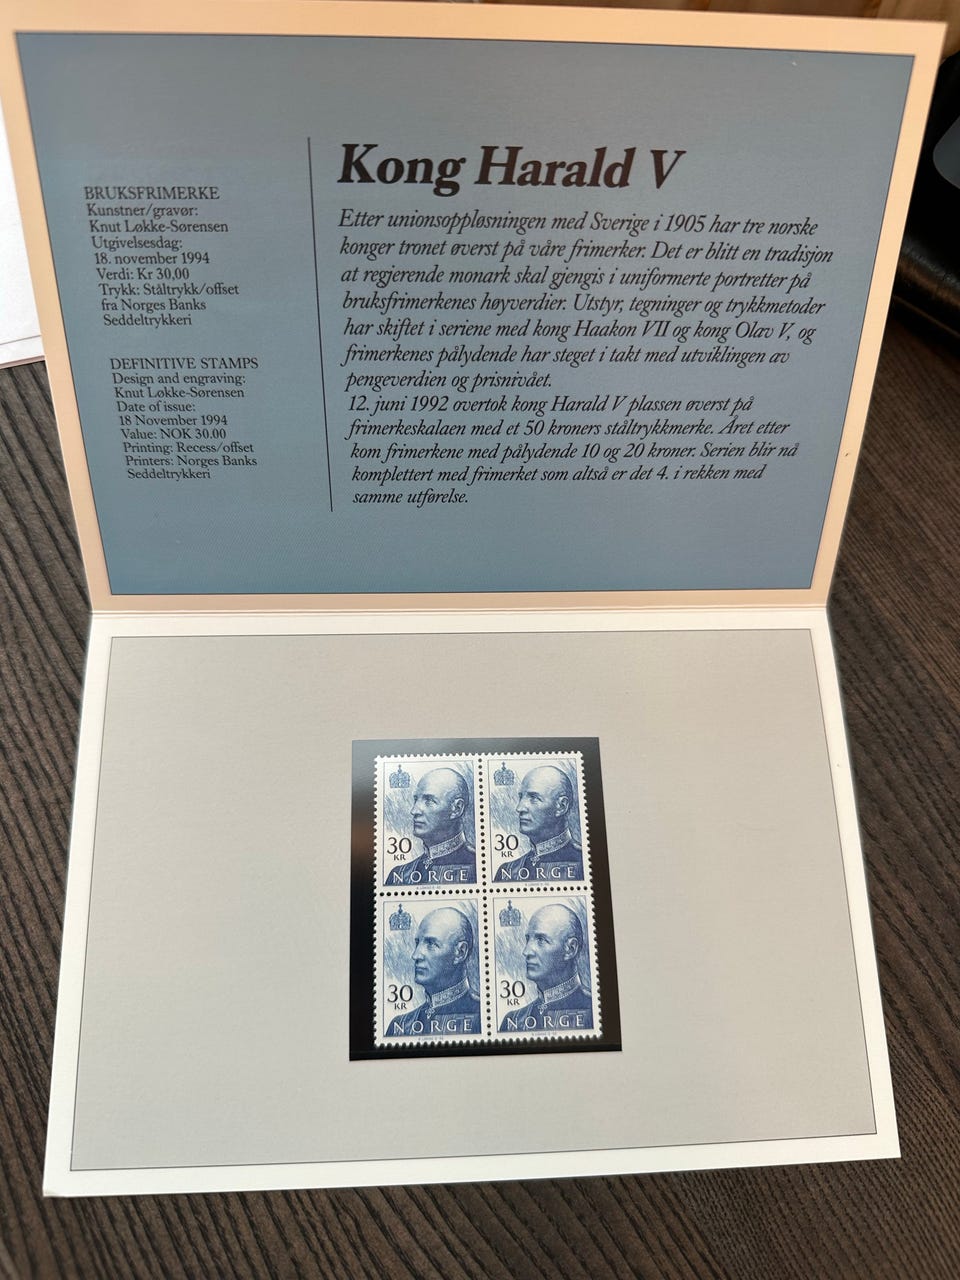 BRUKSFRIMERKE
Kunstner/gravør:
Knut Løkke-Sørensen
Utgivelsesdag:
18. november 1994
Verdi: Kr 30,00
Trykk: Ståltrykk/offset
fra Norges Banks
Seddeltrykkeri
DEFINITIVE STAMPS
Design and engraving:
Knut Løkke-Sørensen
Date of issue:
18 November 1994
Value: NOK 30.00
Printing: Recess/offset
Printers: Norges Banks
Seddeltrykkeri
Kong Harald V
Etter unionsoppløsningen med Sverige i 1905 har tre norske
konger tronet øverst på våre frimerker. Det er blitt en tradisjon
at regjerende monark skal gjengis i uniformerte portretter på
bruksfrimerkenes høyverdier. Utstyr, tegninger og trykkmetoder
har skiftet i seriene med kong Haakon VII og kong Olav V, og
frimerkenes pålydende har steget i takt med utviklingen av
pengeverdien og prisnivået.
12. juni 1992 overtok kong Harald V plassen øverst på
frimerkeskalaen med et 50 kroners ståltrykkmerke. Året etter
kom frimerkene med pålydende 10 og 20 kroner. Serien blir nå
komplettert med frimerket som altså er det 4. i rekken med
samme utførelse.
30
KR
NORGE
30
KR
NORGE
30
KR
NORGE
30
KR
NORGE